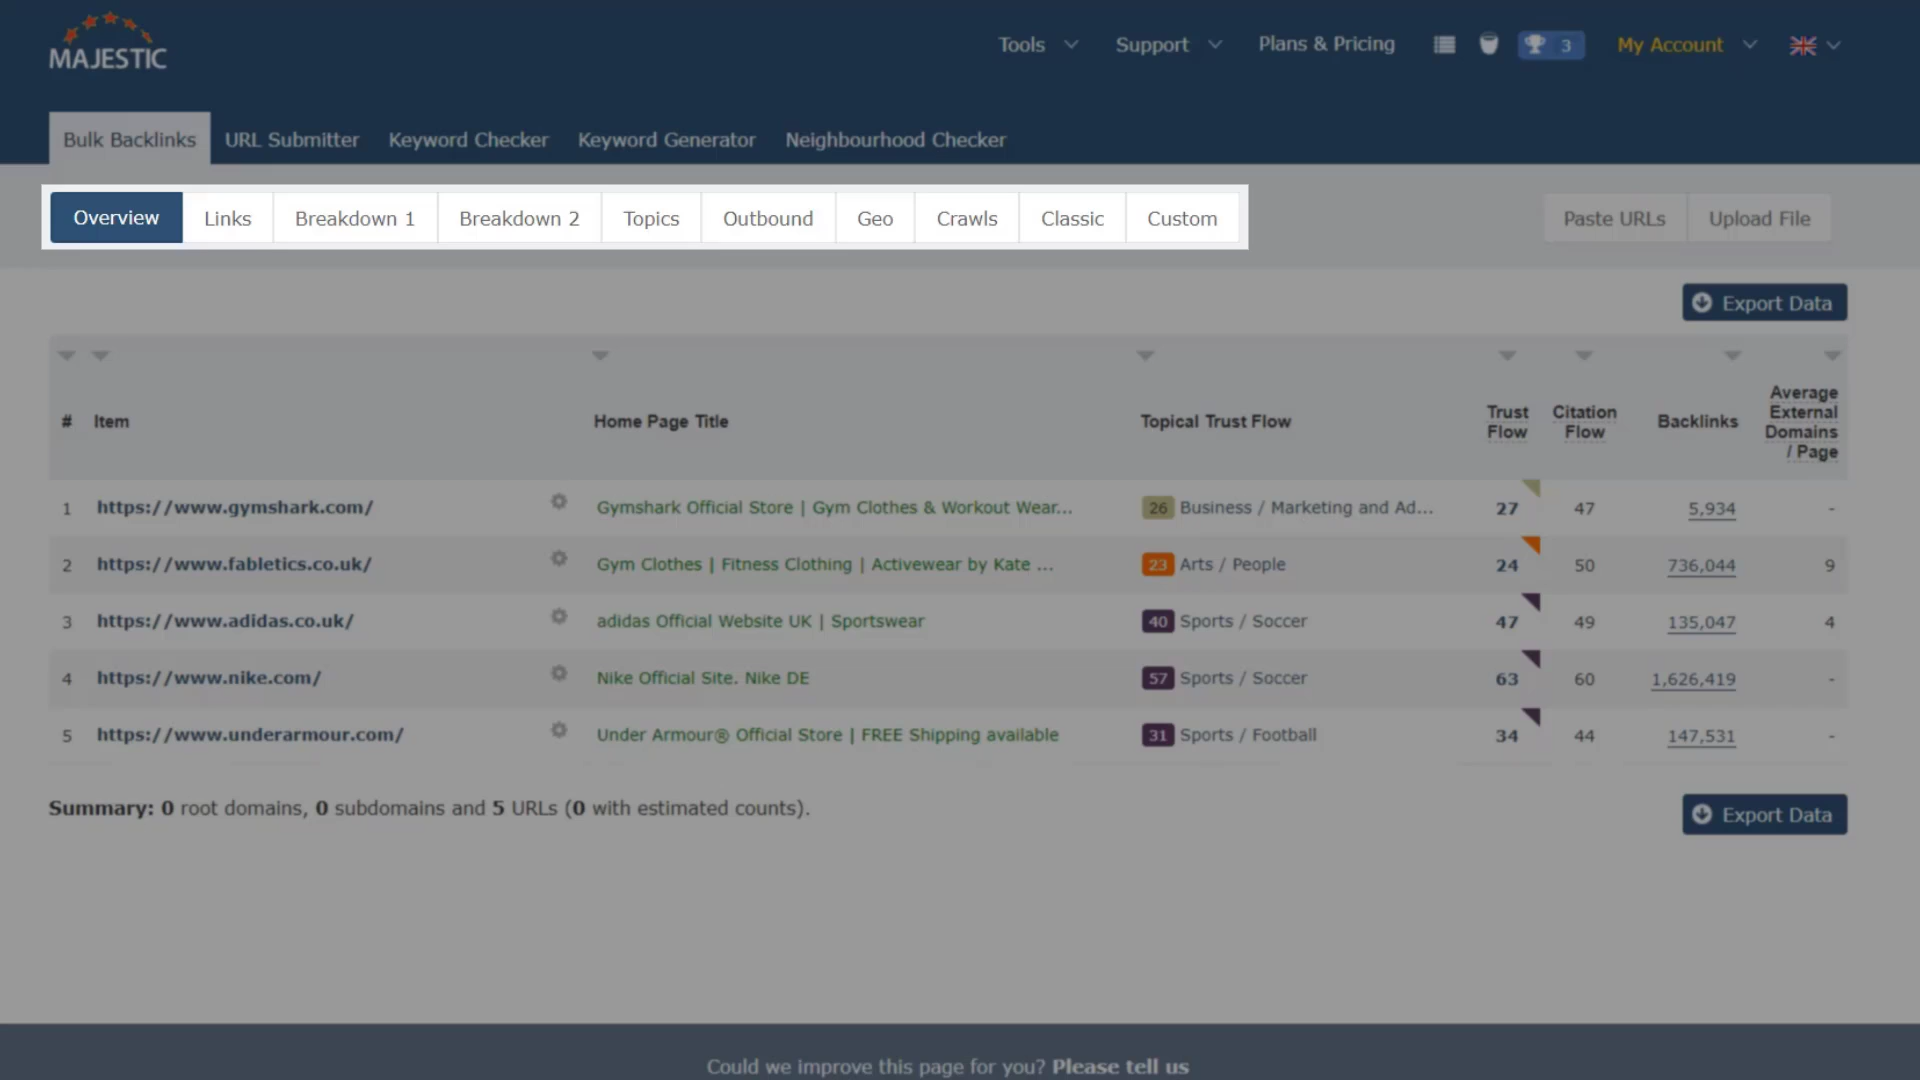 MAJESTIC
Tools Support Plans & Pricing 3 My Account
Bulk Backlinks URL Submitter Keyword Checker Keyword Generator Neighbourhood Checker
Overview Links Breakdown 1 Breakdown 2 Topics Outbound Geo Crawls Classic Custom Paste URLs Upload File
Export Data
# Item Home Page Title Topical Trust Flow Trust Flow Citation Flow Backlinks Average External Domains / Page
1 https://www.gymshark.com/ Gymshark Official Store | Gym Clothes & Workout Wear... 26 Business / Marketing and Ad... 27 47 5,934 -
2 https://www.fabletics.co.uk/ Gym Clothes | Fitness Clothing | Activewear by Kate ... 23 Arts / People 24 50 736,044 9
3 https://www.adidas.co.uk/ adidas Official Website UK | Sportswear 40 Sports / Soccer 47 49 135,047 4
4 https://www.nike.com/ Nike Official Site. Nike DE 57 Sports / Soccer 63 60 1,626,419 -
5 https://www.underarmour.com/ Under Armour® Official Store | FREE Shipping available 31 Sports / Football 34 44 147,531 -
Summary: 0 root domains, 0 subdomains and 5 URLs (0 with estimated counts).
Export Data
Could we improve this page for you? Please tell us